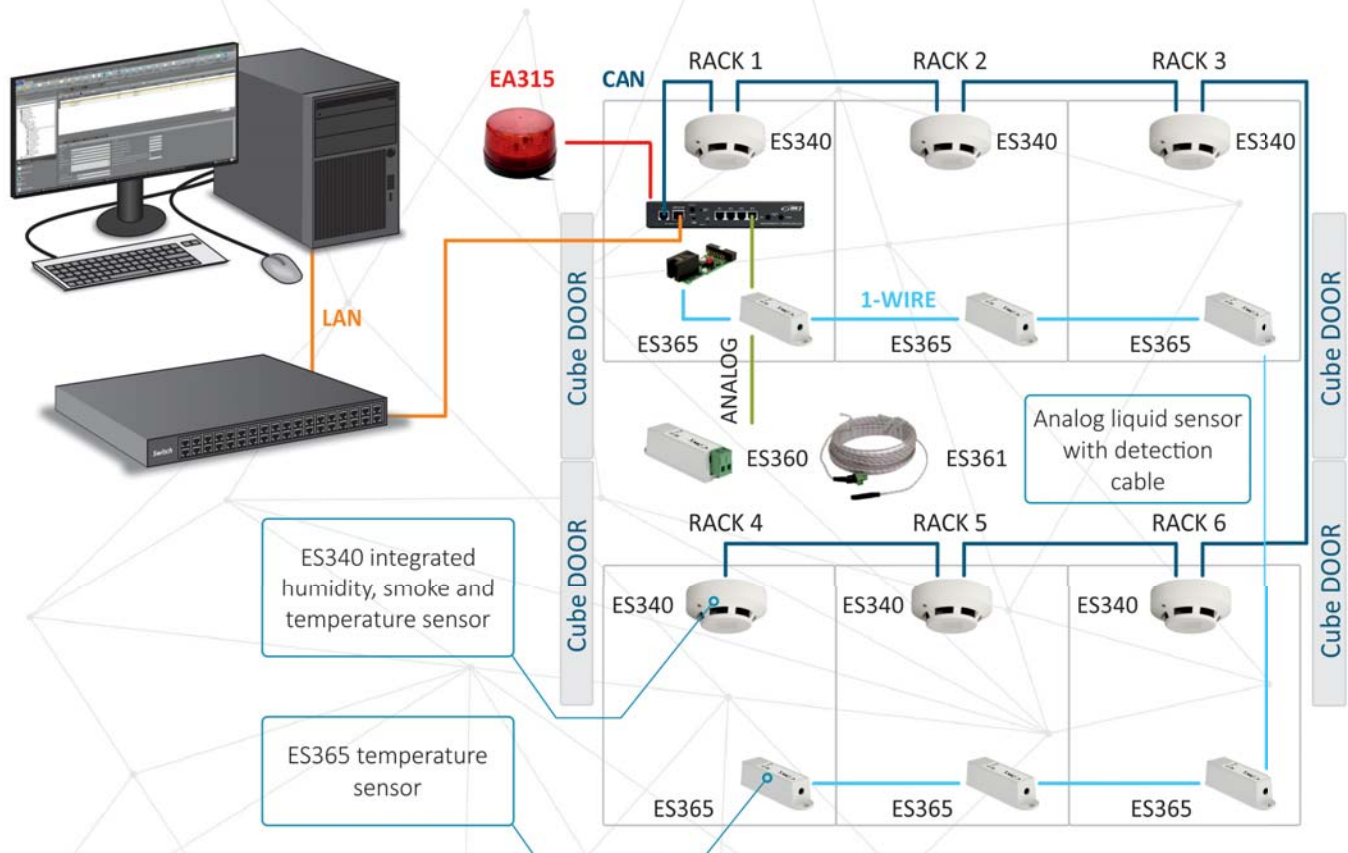 EA315
CAN
RACK 1
RACK 2
RACK 3
ES340
ES340
ES340
LAN
Switch
1-WIRE
ES365
ES365
ES365
ANALOG
Cube DOOR
Cube DOOR
Analog liquid sensor
with detection
cable
ES360
ES361
RACK 4
RACK 5
RACK 6
Cube DOOR
Cube DOOR
ES340 integrated
humidity, smoke and
temperature sensor
ES340
ES340
ES340
ES365 temperature
sensor
ES365
ES365
ES365